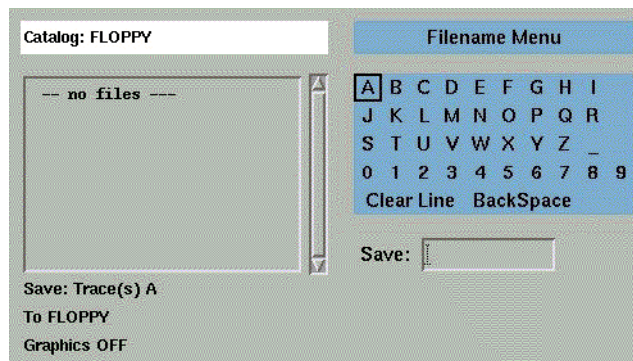 Catalog: FLOPPY
-- no files ---
Save: Trace(s) A
To FLOPPY
Graphics OFF
Filename Menu
A B C D E F G H I
J K L M N O P Q R
S T U V W X Y Z _
0 1 2 3 4 5 6 7 8 9
Clear Line BackSpace
Save: